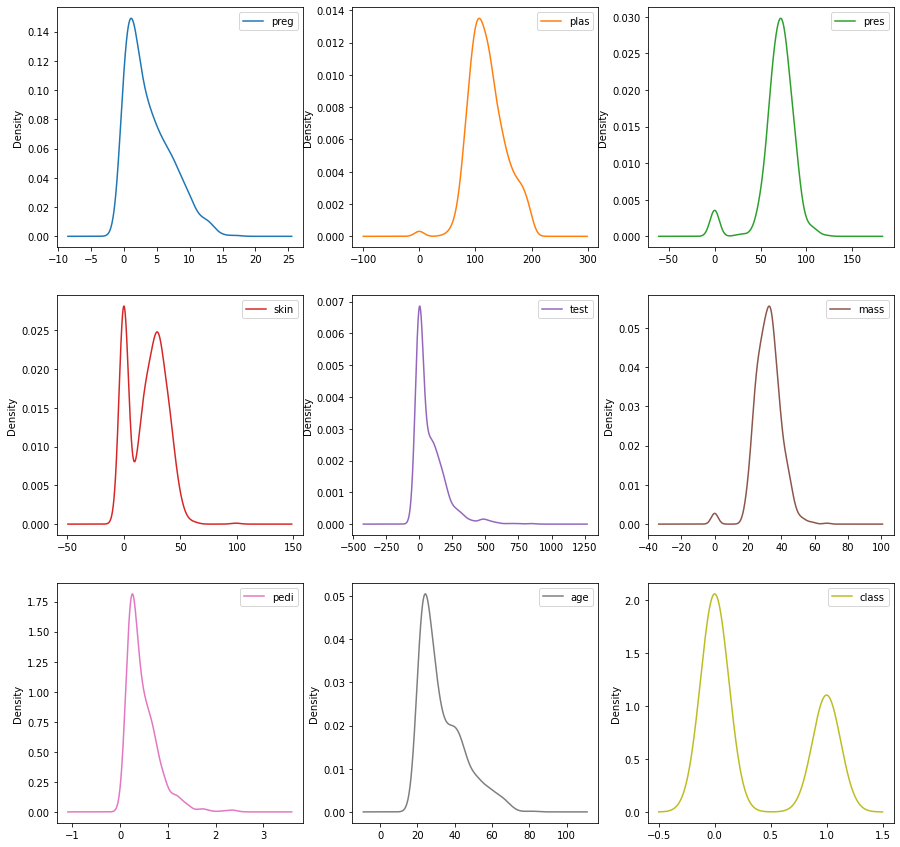 preg
0.14
0.12
0.10
0.08
0.06
0.04
0.02
0.00
Density
−10 −5 0 5 10 15 20 25
plas
0.014
0.012
0.010
0.008
0.006
0.004
0.002
0.000
Density
−100 0 100 200 300
pres
0.030
0.025
0.020
0.015
0.010
0.005
0.000
Density
−50 0 50 100 150
skin
0.025
0.020
0.015
0.010
0.005
0.000
Density
−50 0 50 100 150
test
0.007
0.006
0.005
0.004
0.003
0.002
0.001
0.000
Density
−500 −250 0 250 500 750 1000 1250
mass
0.05
0.04
0.03
0.02
0.01
0.00
Density
−40 −20 0 20 40 60 80 100
pedi
1.75
1.50
1.25
1.00
0.75
0.50
0.25
0.00
Density
−1 0 1 2 3
age
0.05
0.04
0.03
0.02
0.01
0.00
Density
0 20 40 60 80 100
class
2.0
1.5
1.0
0.5
0.0
Density
−0.5 0.0 0.5 1.0 1.5